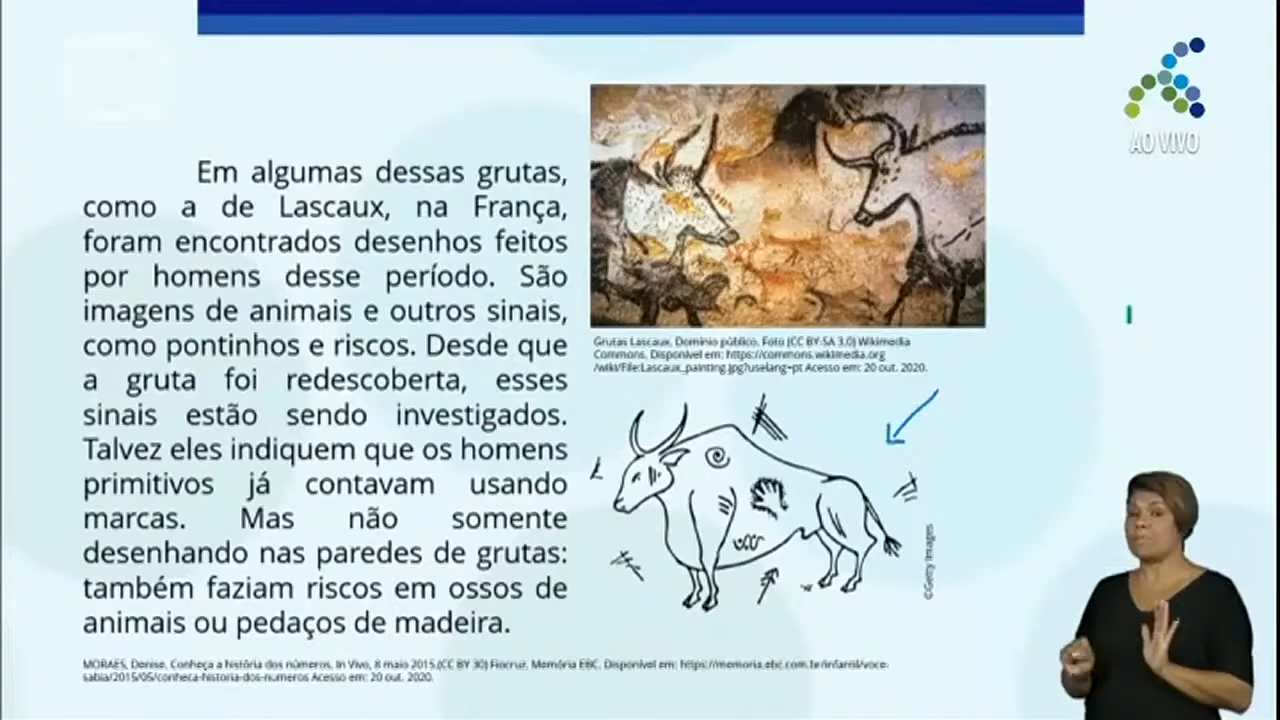 AO VIVO
Em algumas dessas grutas,
como a de Lascaux, na França,
foram encontrados desenhos feitos
por homens desse período. São
imagens de animais e outros sinais,
como pontinhos e riscos. Desde que
a gruta foi redescoberta, esses
sinais estão sendo investigados.
Talvez eles indiquem que os homens
primitivos já contavam usando
marcas. Mas não somente
desenhando nas paredes de grutas:
também faziam riscos em ossos de
animais ou pedaços de madeira.
Grutas Lascaux. Domínio público. Foto (CC BY-SA 3.0) Wikimedia
Commons. Disponível em: https://commons.wikimedia.org
/wiki/File:Lascaux_painting.jpg?uselang=pt Acesso em: 20 out. 2020.
©Getty Images
MORAES, Denise. Conheça a história dos números. In Vivo, 8 maio 2015.(CC BY 30) Fiocruz. Memória EBC. Disponível em: https://memoria.ebc.com.br/infantil/voce-
sabia/2015/05/conheca-historia-dos-numeros Acesso em: 20 out. 2020.